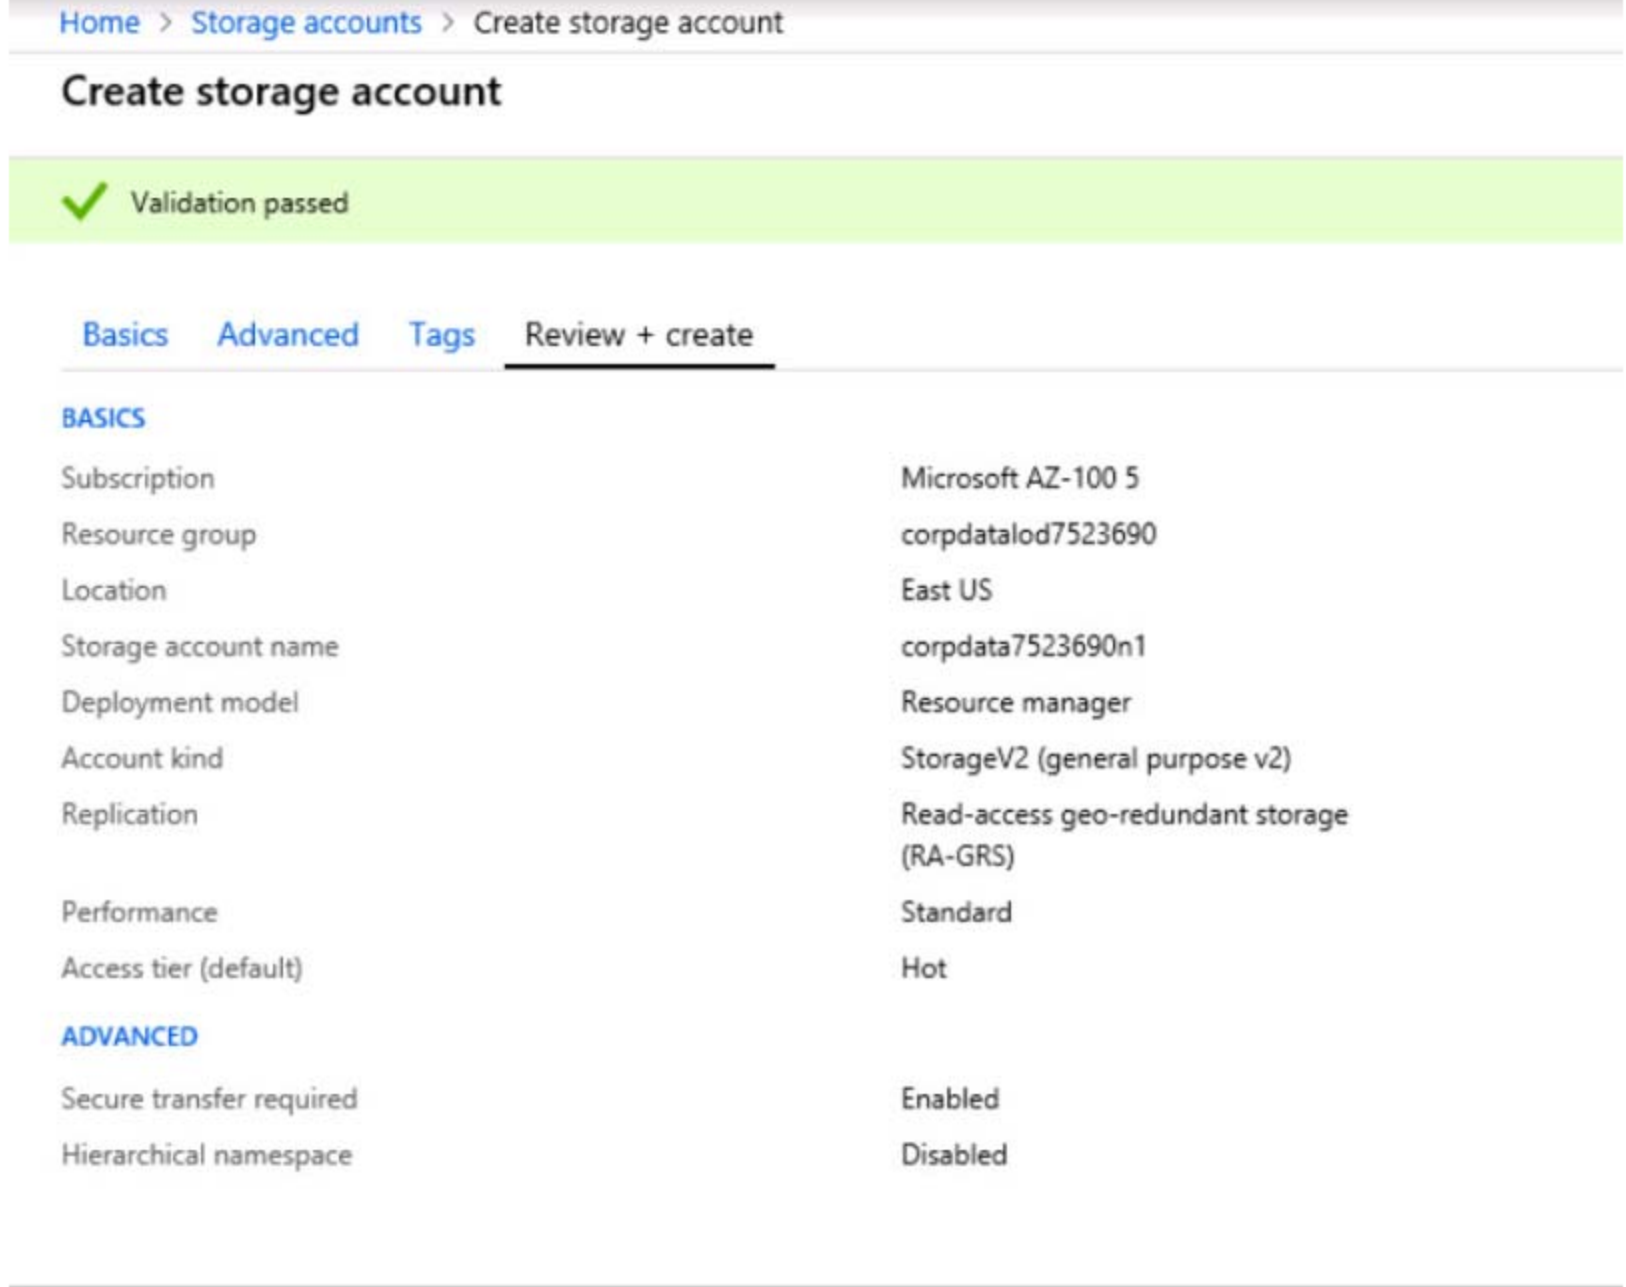 Home > Storage accounts > Create storage account
Create storage account
Validation passed
Basics Advanced Tags Review + create
BASICS
Subscription Microsoft AZ-100 5
Resource group corpdatalod7523690
Location East US
Storage account name corpdata7523690n1
Deployment model Resource manager
Account kind StorageV2 (general purpose v2)
Replication Read-access geo-redundant storage
(RA-GRS)
Performance Standard
Access tier (default) Hot
ADVANCED
Secure transfer required Enabled
Hierarchical namespace Disabled